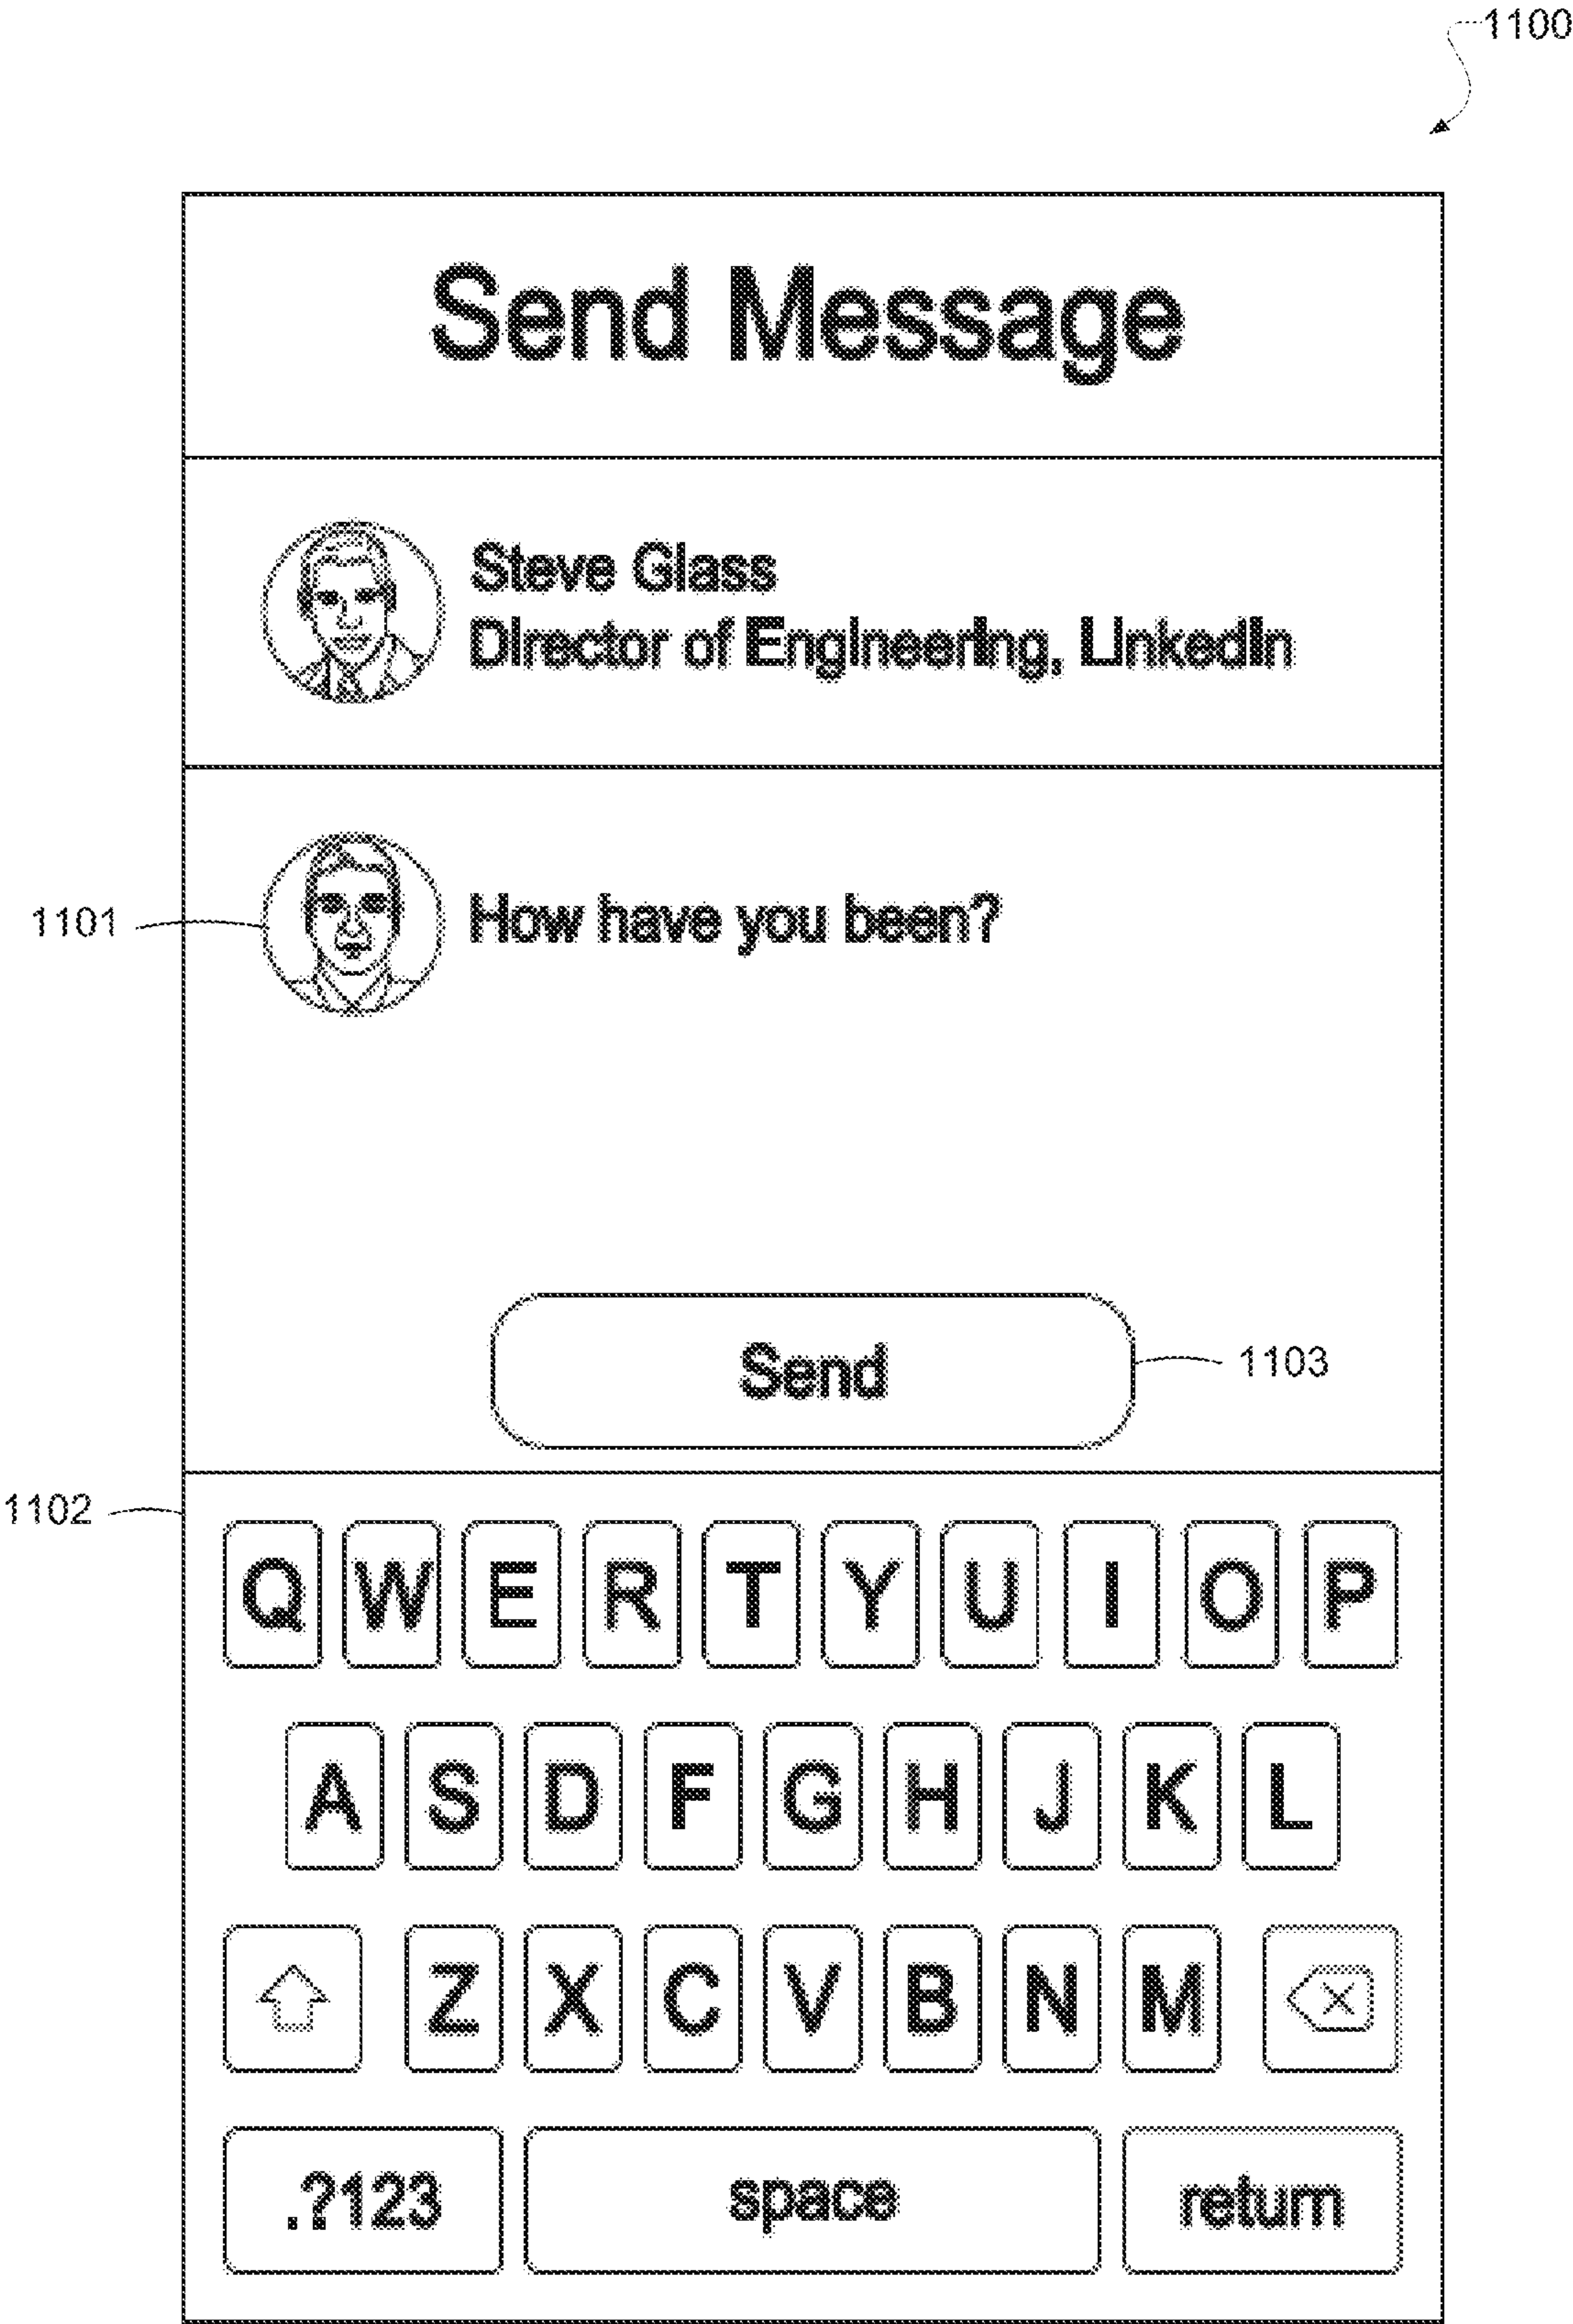 1100
Send Message
Steve Glass
Director of Engineering, LinkedIn
1101
How have you been?
Send
1103
1102
Q W E R T Y U I O P
A S D F G H J K L
Z X C V B N M
.?123 space return